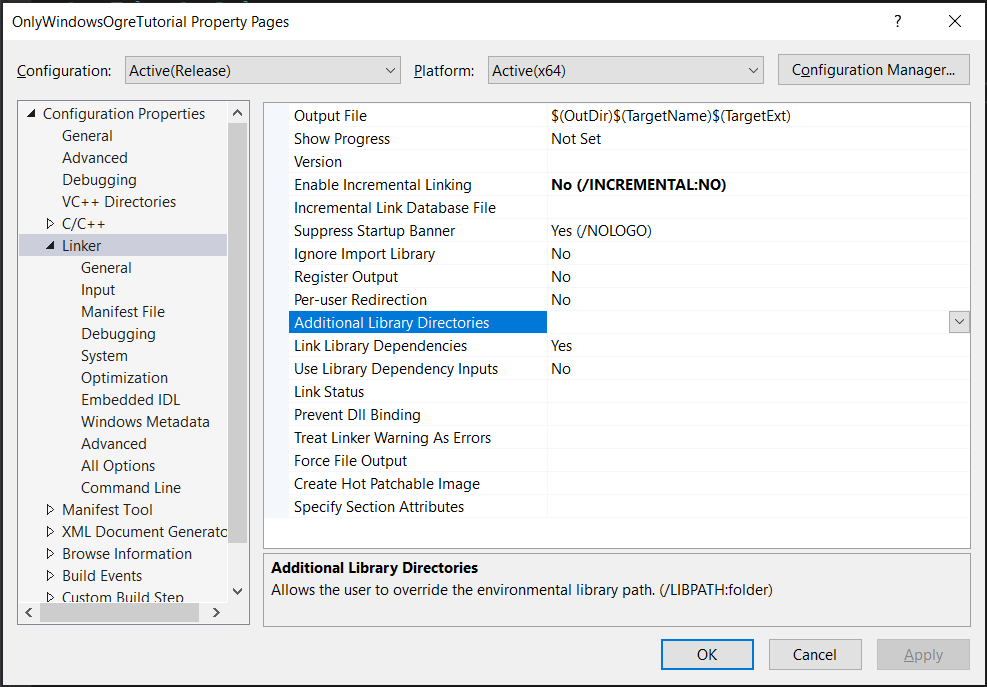 OnlyWindowsOgreTutorial Property Pages
?
Configuration: Active(Release) Platform: Active(x64) Configuration Manager...
Configuration Properties
General
Advanced
Debugging
VC++ Directories
C/C++
Linker
General
Input
Manifest File
Debugging
System
Optimization
Embedded IDL
Windows Metadata
Advanced
All Options
Command Line
Manifest Tool
XML Document Generato
Browse Information
Build Events
Custom Build Step
Output File $(OutDir)$(TargetName)$(TargetExt)
Show Progress Not Set
Version
Enable Incremental Linking No (/INCREMENTAL:NO)
Incremental Link Database File
Suppress Startup Banner Yes (/NOLOGO)
Ignore Import Library No
Register Output No
Per-user Redirection No
Additional Library Directories
Link Library Dependencies Yes
Use Library Dependency Inputs No
Link Status
Prevent Dll Binding
Treat Linker Warning As Errors
Force File Output
Create Hot Patchable Image
Specify Section Attributes
Additional Library Directories
Allows the user to override the environmental library path. (/LIBPATH:folder)
OK Cancel Apply